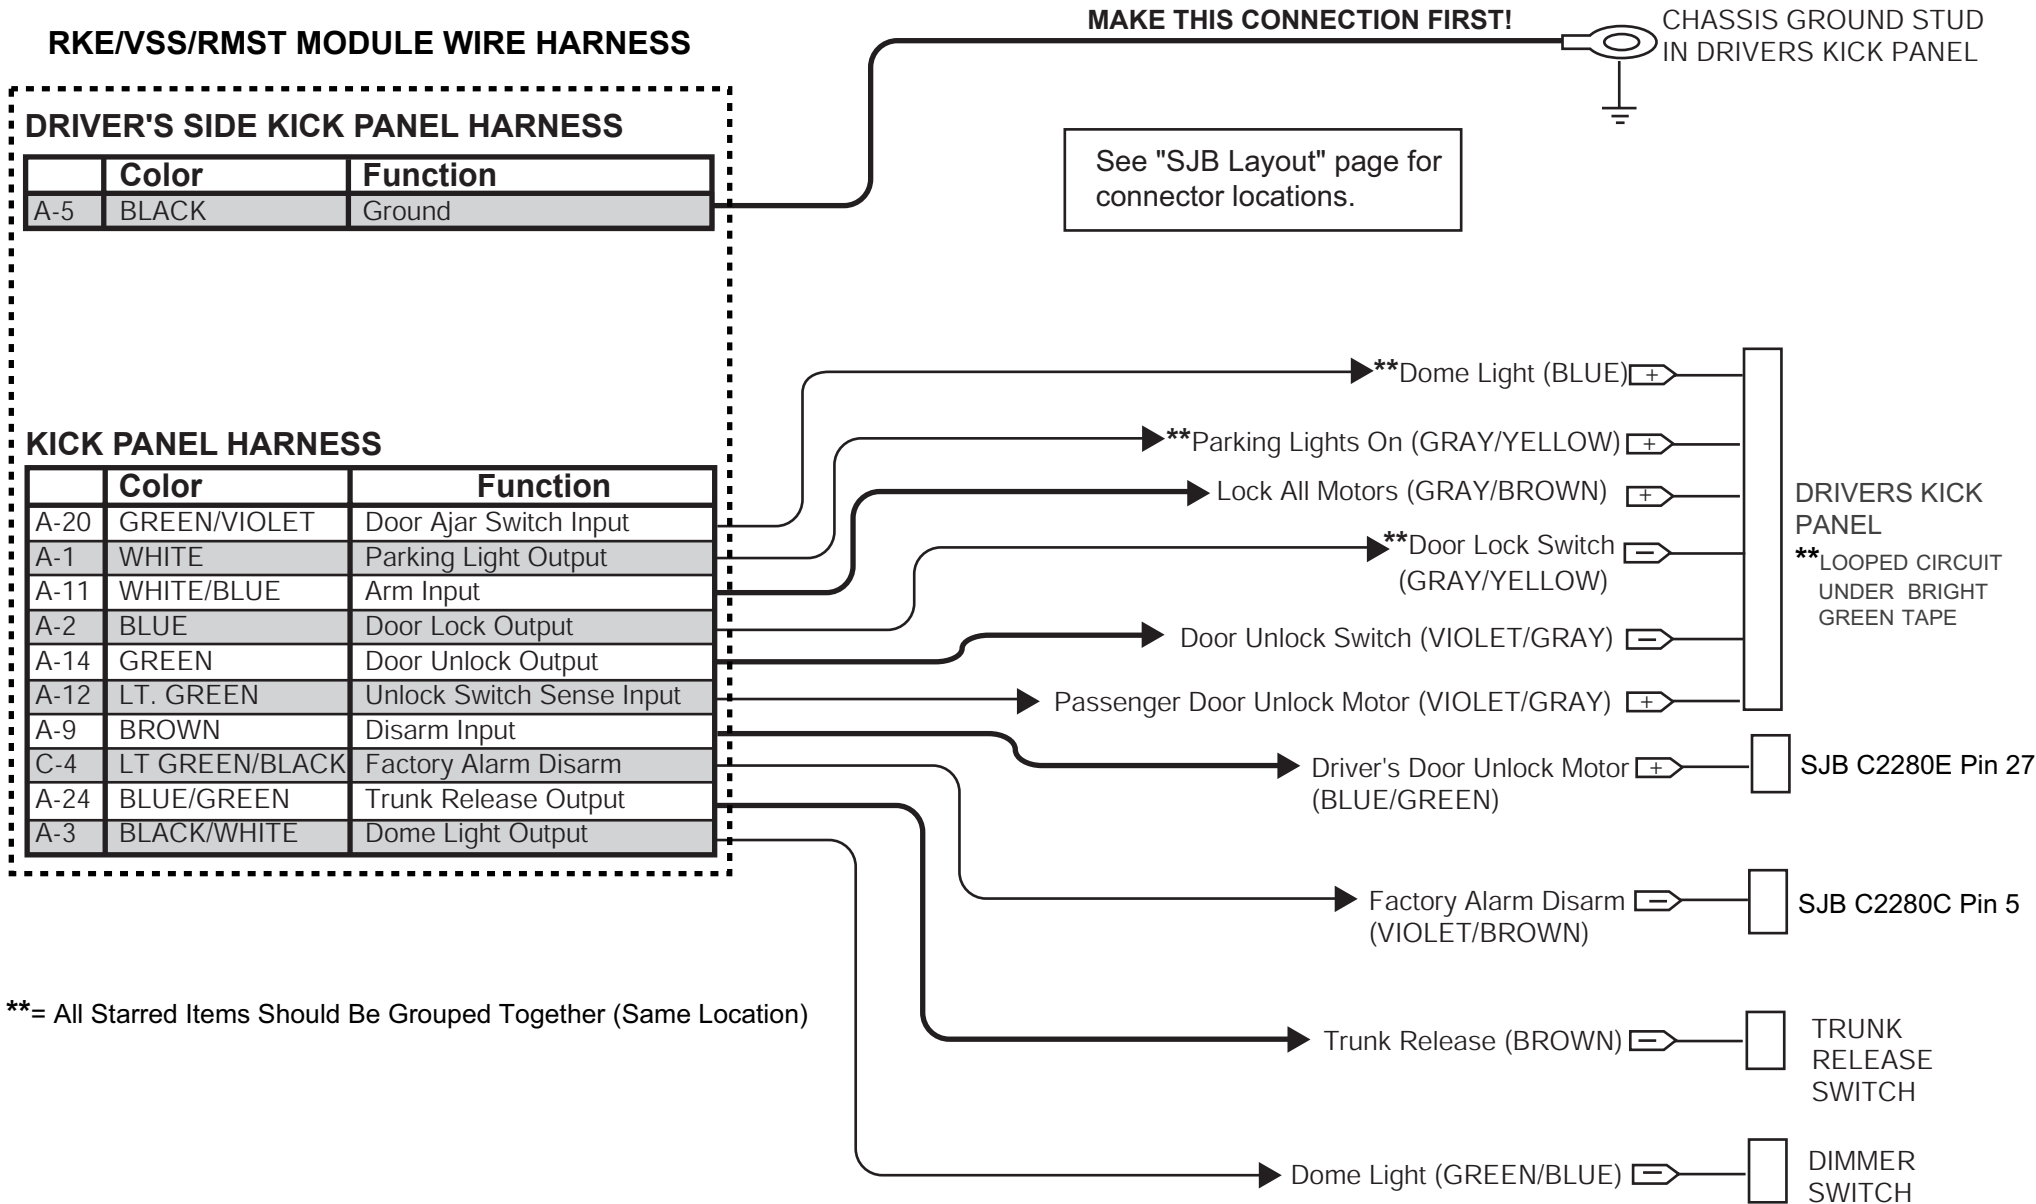 MAKE THIS CONNECTION FIRST!
CHASSIS GROUND STUD
IN DRIVERS KICK PANEL
RKE/VSS/RMST MODULE WIRE HARNESS
DRIVER'S SIDE KICK PANEL HARNESS
Color Function
A-5 BLACK Ground
See "SJB Layout" page for
connector locations.
KICK PANEL HARNESS
Color Function
A-20 GREEN/VIOLET Door Ajar Switch Input
A-1 WHITE Parking Light Output
A-11 WHITE/BLUE Arm Input
A-2 BLUE Door Lock Output
A-14 GREEN Door Unlock Output
A-12 LT. GREEN Unlock Switch Sense Input
A-9 BROWN Disarm Input
C-4 LT GREEN/BLACK Factory Alarm Disarm
A-24 BLUE/GREEN Trunk Release Output
A-3 BLACK/WHITE Dome Light Output
**Dome Light (BLUE) +
**Parking Lights On (GRAY/YELLOW) +
Lock All Motors (GRAY/BROWN) +
**Door Lock Switch −
(GRAY/YELLOW)
Door Unlock Switch (VIOLET/GRAY) −
Passenger Door Unlock Motor (VIOLET/GRAY) +
DRIVERS KICK
PANEL
**LOOPED CIRCUIT
UNDER BRIGHT
GREEN TAPE
Driver's Door Unlock Motor +
(BLUE/GREEN)
SJB C2280E Pin 27
Factory Alarm Disarm −
(VIOLET/BROWN)
SJB C2280C Pin 5
**= All Starred Items Should Be Grouped Together (Same Location)
Trunk Release (BROWN) −
TRUNK
RELEASE
SWITCH
Dome Light (GREEN/BLUE) −
DIMMER
SWITCH